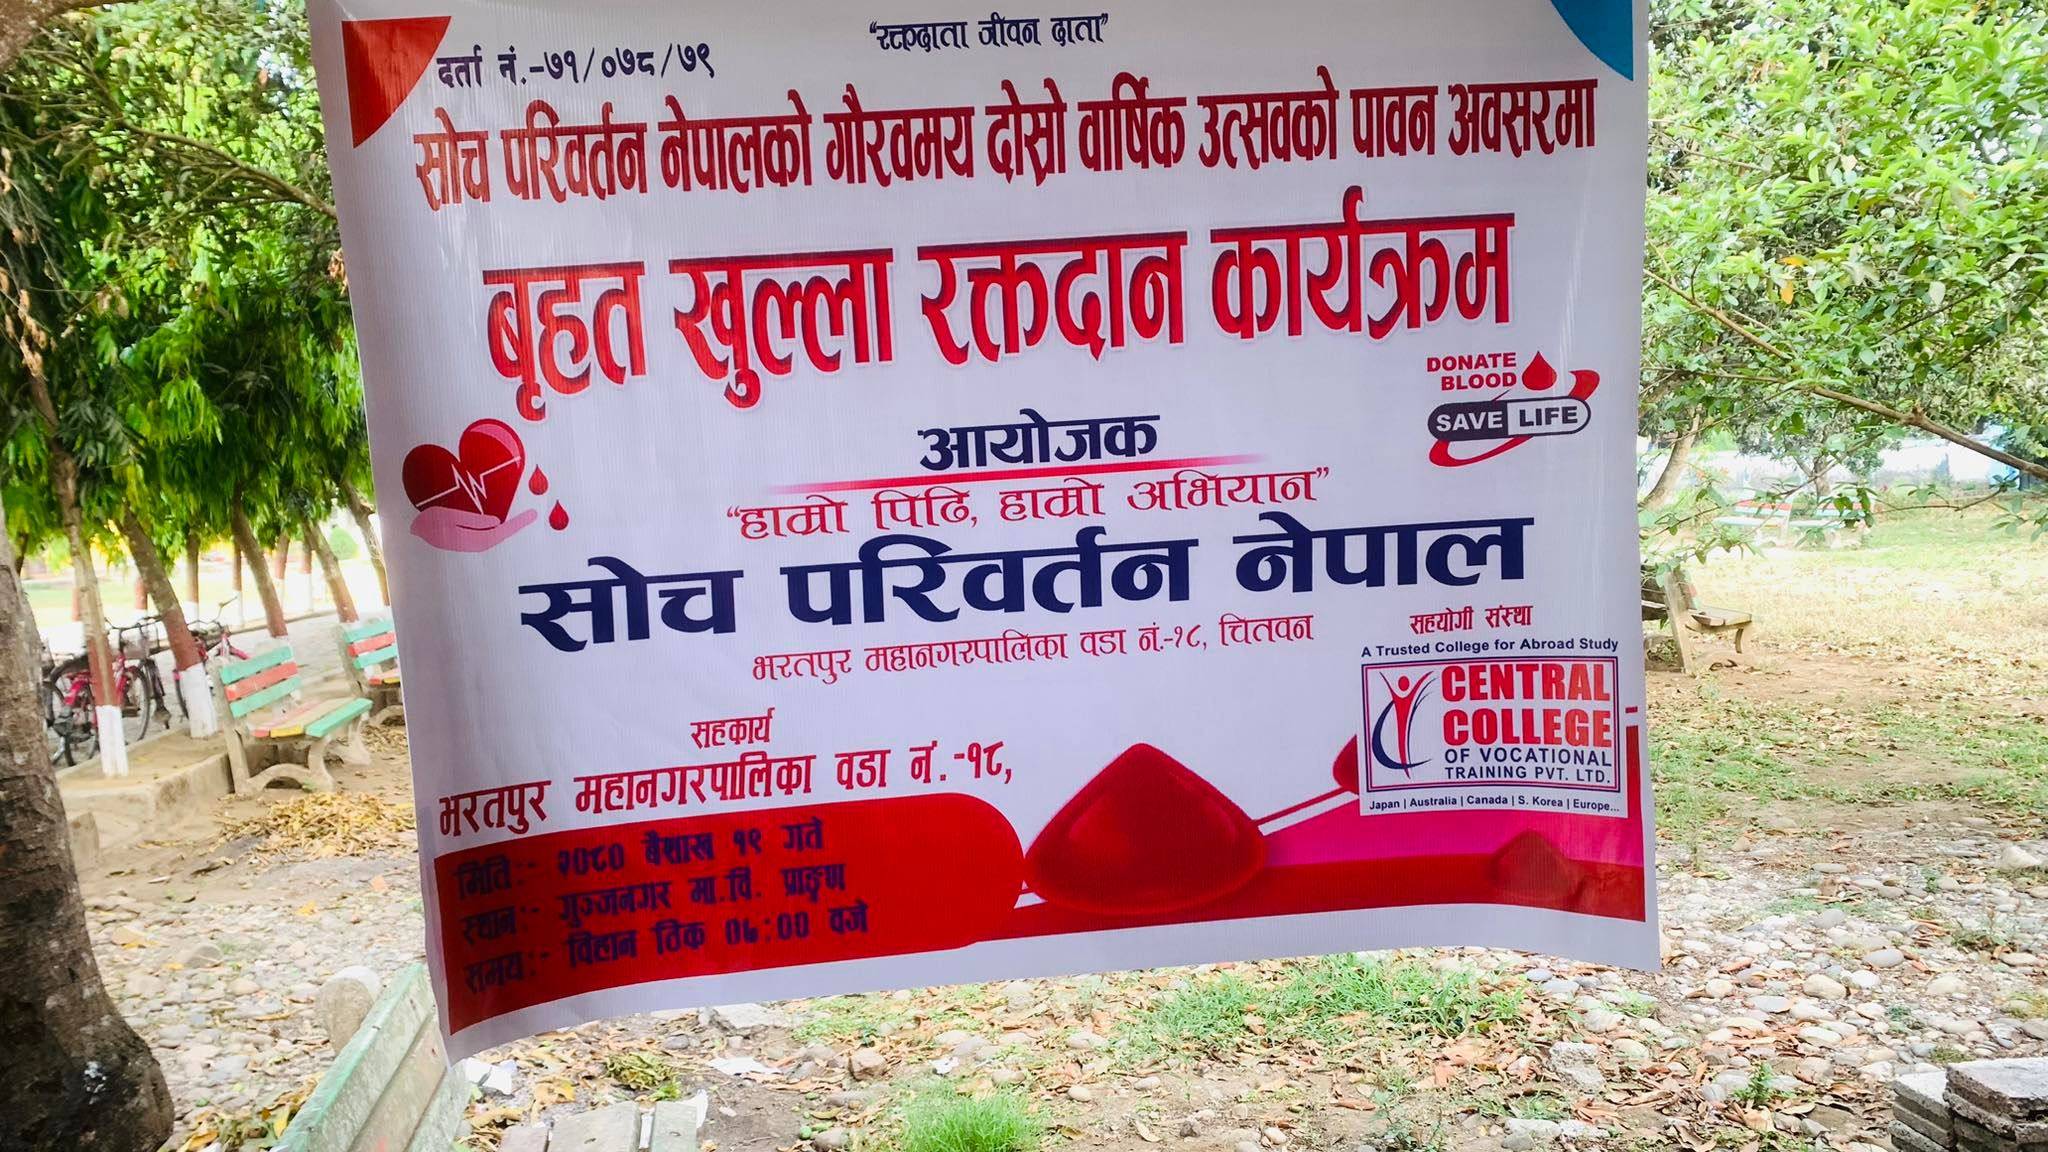 "रक्तदाता जीवन दाता"
दर्ता नं.-७१/०७८/७९
सोच परिवर्तन नेपालको गौरवमय दोस्रो वार्षिक उत्सवको पावन अवसरमा
बृहत खुल्ला रक्तदान कार्यक्रम
DONATE
BLOOD
SAVE LIFE
आयोजक
"हाम्रो पिढि, हाम्रो अभियान"
सोच परिवर्तन नेपाल
भरतपुर महानगरपालिका वडा नं.-१८, चितवन
सहयोगी संस्था
A Trusted College for Abroad Study
CENTRAL
COLLEGE
OF VOCATIONAL
TRAINING PVT. LTD.
Japan | Australia | Canada | S. Korea | Europe...
सहकार्य
भरतपुर महानगरपालिका वडा नं.-१८,
मितिः- २०८० बैशाख १९ गते
स्थानः- गुञ्जनगर मा.वि. प्राङ्गण
समयः- विहान ठिक ०७:०० वजे